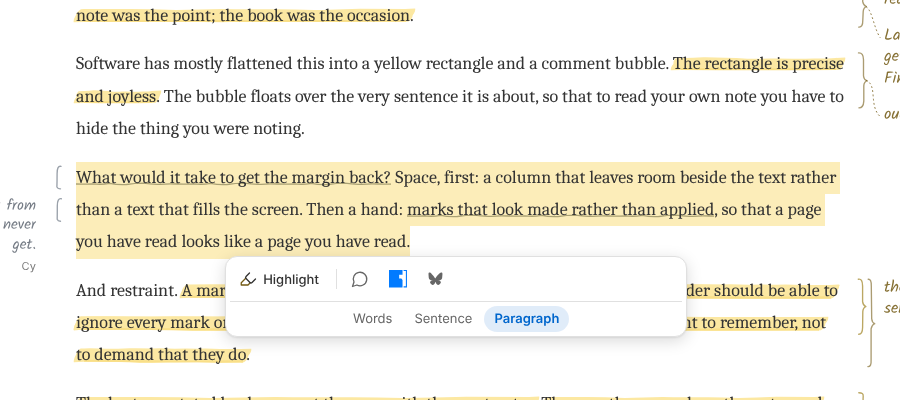 note was the point; the book was the occasion.
Software has mostly flattened this into a yellow rectangle and a comment bubble. The rectangle is precise
and joyless. The bubble floats over the very sentence it is about, so that to read your own note you have to
hide the thing you were noting.
What would it take to get the margin back? Space, first: a column that leaves room beside the text rather
than a text that fills the screen. Then a hand: marks that look made rather than applied, so that a page
you have read looks like a page you have read.
from
never
get.
Cy
Highlight
Words Sentence Paragraph
And restraint. A mar
der should be able to
ignore every mark
nt to remember, not
to demand that they do.
La
ge
Fin
ou
the